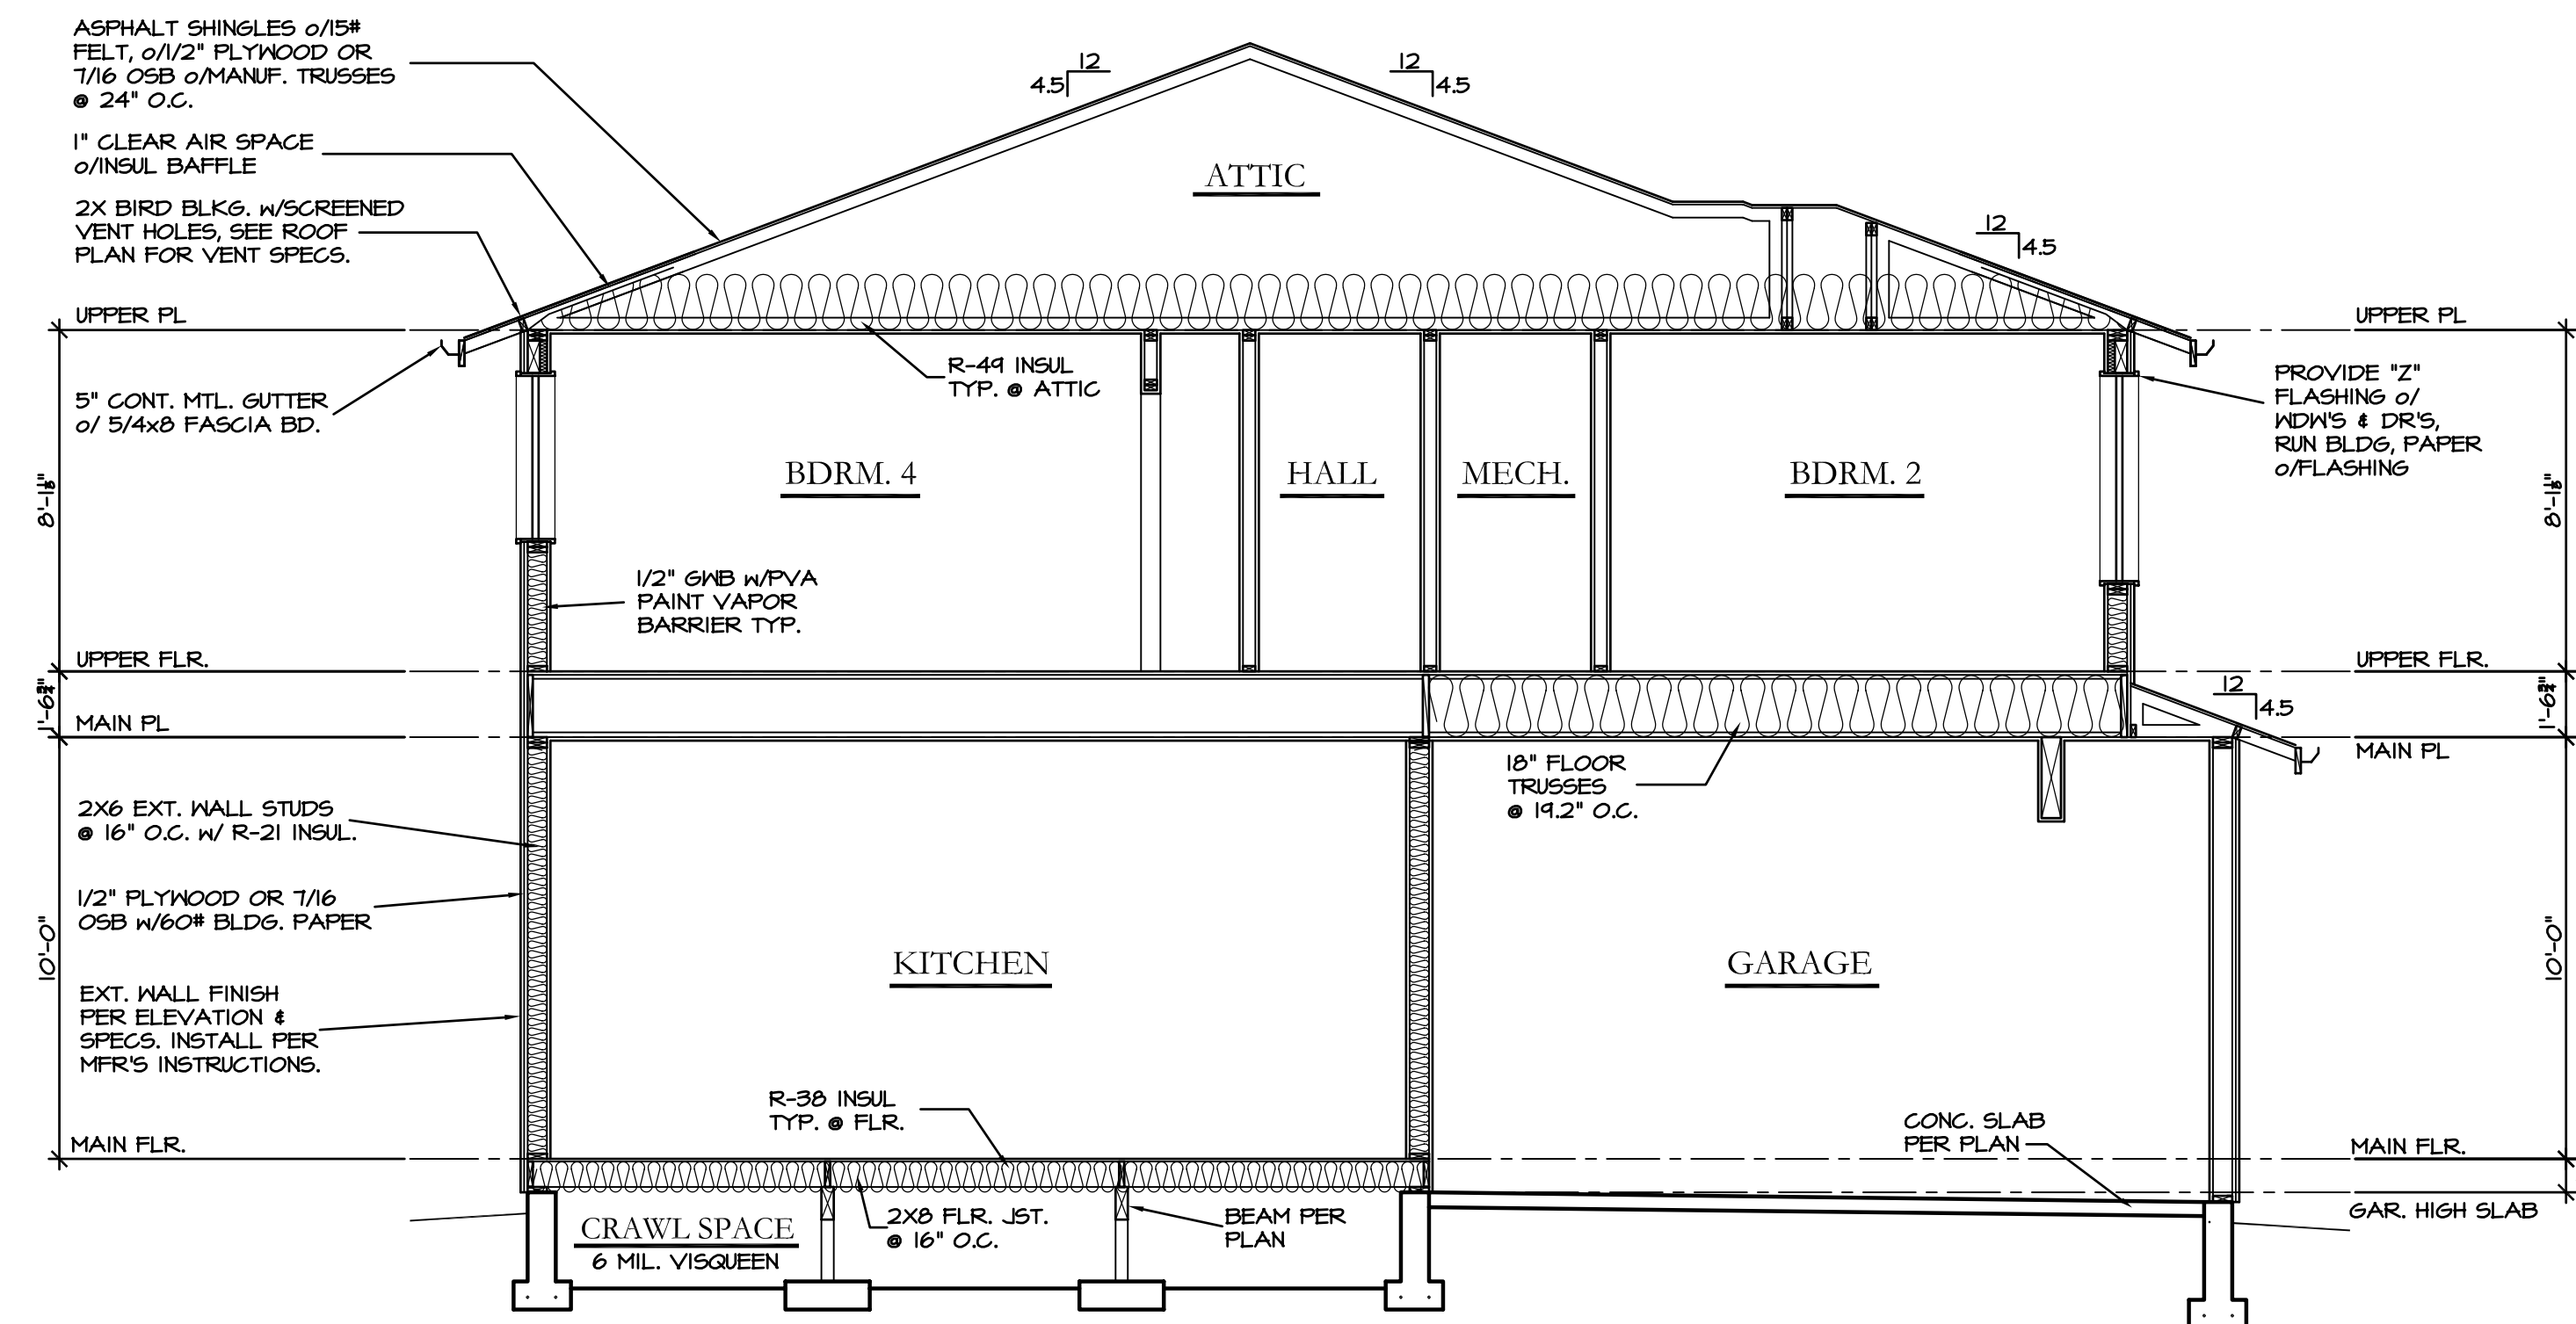 ASPHALT SHINGLES o/15#
FELT, o/1/2" PLYWOOD OR
7/16 OSB o/MANUF. TRUSSES
@ 24" O.C.
1" CLEAR AIR SPACE
o/INSUL BAFFLE
2X BIRD BLKG. w/SCREENED
VENT HOLES, SEE ROOF
PLAN FOR VENT SPECS.
UPPER PL
5" CONT. MTL. GUTTER
o/ 5/4x8 FASCIA BD.
8'-1⅛"
UPPER FLR.
1'-6¾"
MAIN PL
2X6 EXT. WALL STUDS
@ 16" O.C. w/ R-21 INSUL.
1/2" PLYWOOD OR 7/16
OSB w/60# BLDG. PAPER
10'-0"
EXT. WALL FINISH
PER ELEVATION &
SPECS. INSTALL PER
MFR'S INSTRUCTIONS.
MAIN FLR.
12
4.5
12
4.5
ATTIC
12
4.5
R-49 INSUL
TYP. @ ATTIC
BDRM. 4
HALL
MECH.
BDRM. 2
1/2" GWB w/PVA
PAINT VAPOR
BARRIER TYP.
18" FLOOR
TRUSSES
@ 19.2" O.C.
KITCHEN
GARAGE
R-38 INSUL
TYP. @ FLR.
CONC. SLAB
PER PLAN
CRAWL SPACE
6 MIL. VISQUEEN
2X8 FLR. JST.
@ 16" O.C.
BEAM PER
PLAN
UPPER PL
PROVIDE "Z"
FLASHING o/
WDW'S & DR'S,
RUN BLDG, PAPER
o/FLASHING
8'-1⅛"
UPPER FLR.
12
4.5
1'-6¾"
MAIN PL
10'-0"
MAIN FLR.
GAR. HIGH SLAB